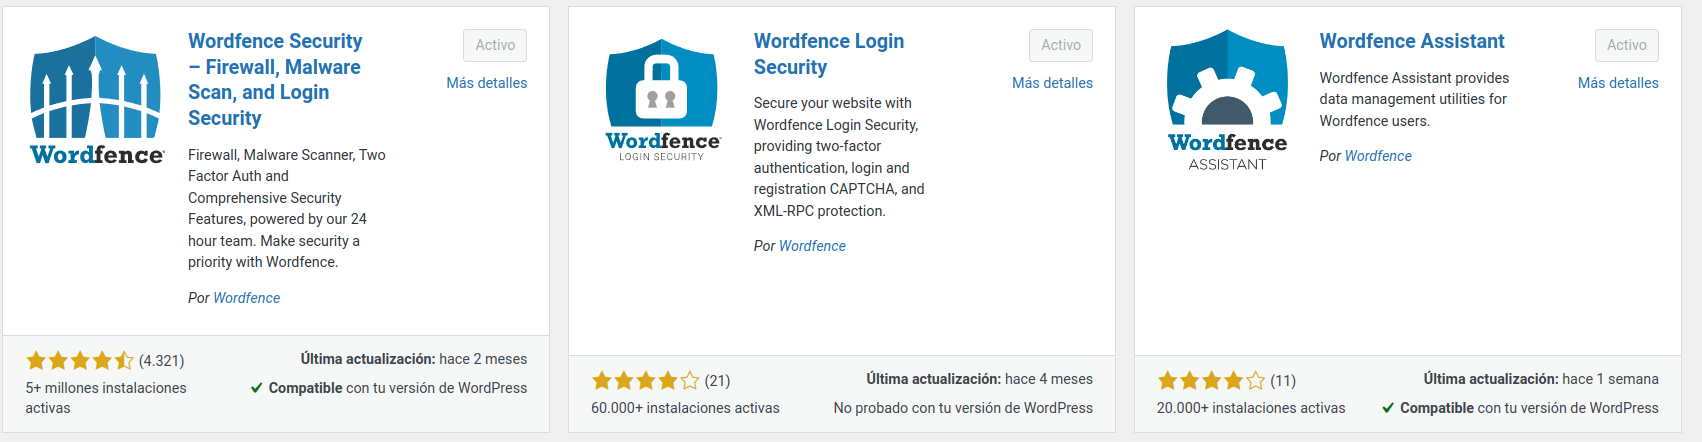 Wordfence
Wordfence Security
– Firewall, Malware
Scan, and Login
Security
Activo
Más detalles
Firewall, Malware Scanner, Two
Factor Auth and
Comprehensive Security
Features, powered by our 24
hour team. Make security a
priority with Wordfence.
Por Wordfence
(4.321)
5+ millones instalaciones
activas
Última actualización: hace 2 meses
Compatible con tu versión de WordPress
Wordfence
LOGIN SECURITY
Wordfence Login
Security
Activo
Más detalles
Secure your website with
Wordfence Login Security,
providing two-factor
authentication, login and
registration CAPTCHA, and
XML-RPC protection.
Por Wordfence
(21)
60.000+ instalaciones activas
Última actualización: hace 4 meses
No probado con tu versión de WordPress
Wordfence
ASSISTANT
Wordfence Assistant
Activo
Más detalles
Wordfence Assistant provides
data management utilities for
Wordfence users.
Por Wordfence
(11)
20.000+ instalaciones activas
Última actualización: hace 1 semana
Compatible con tu versión de WordPress